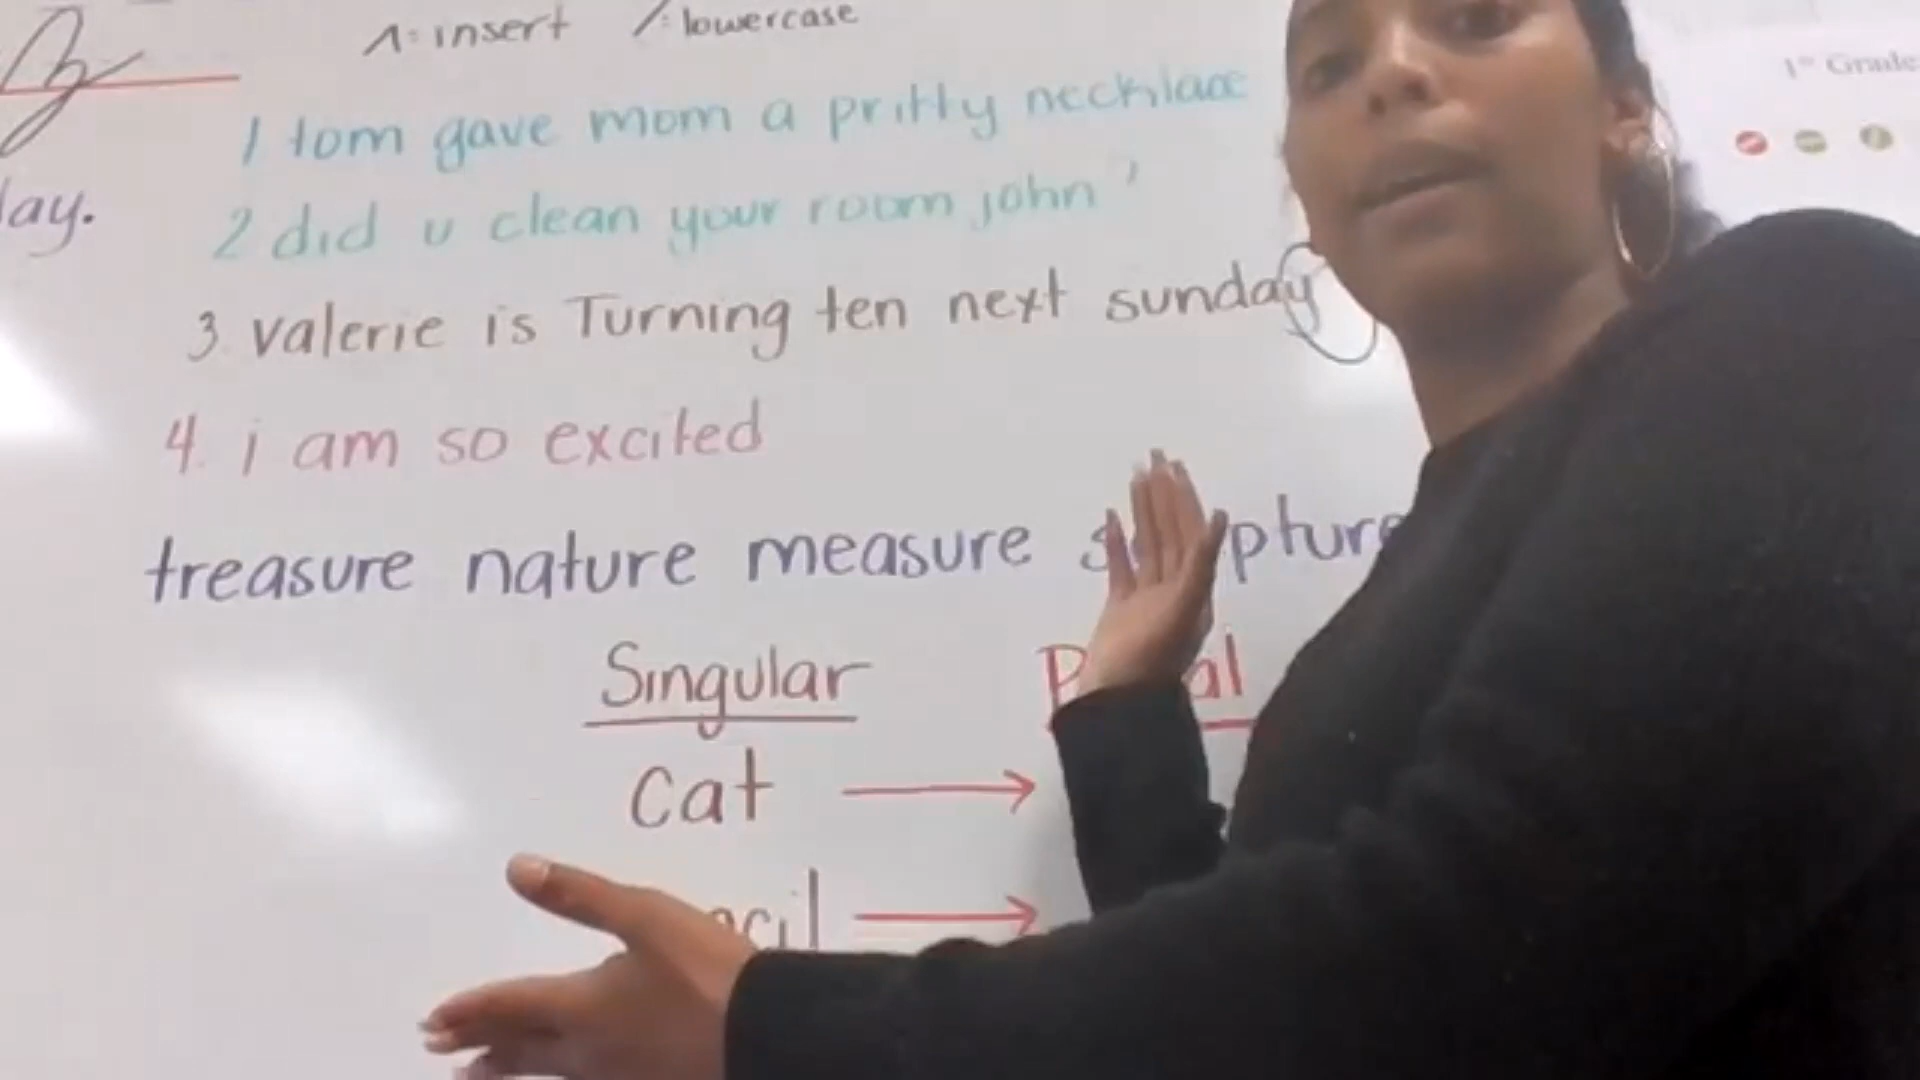 ^: insert /: lowercase
1st Grade
1 tom gave mom a pritty necklace
2 did u clean your room john
lay.
3. valerie is Turning ten next sunday
4. i am so excited
treasure nature measure
Singular
cat →
→